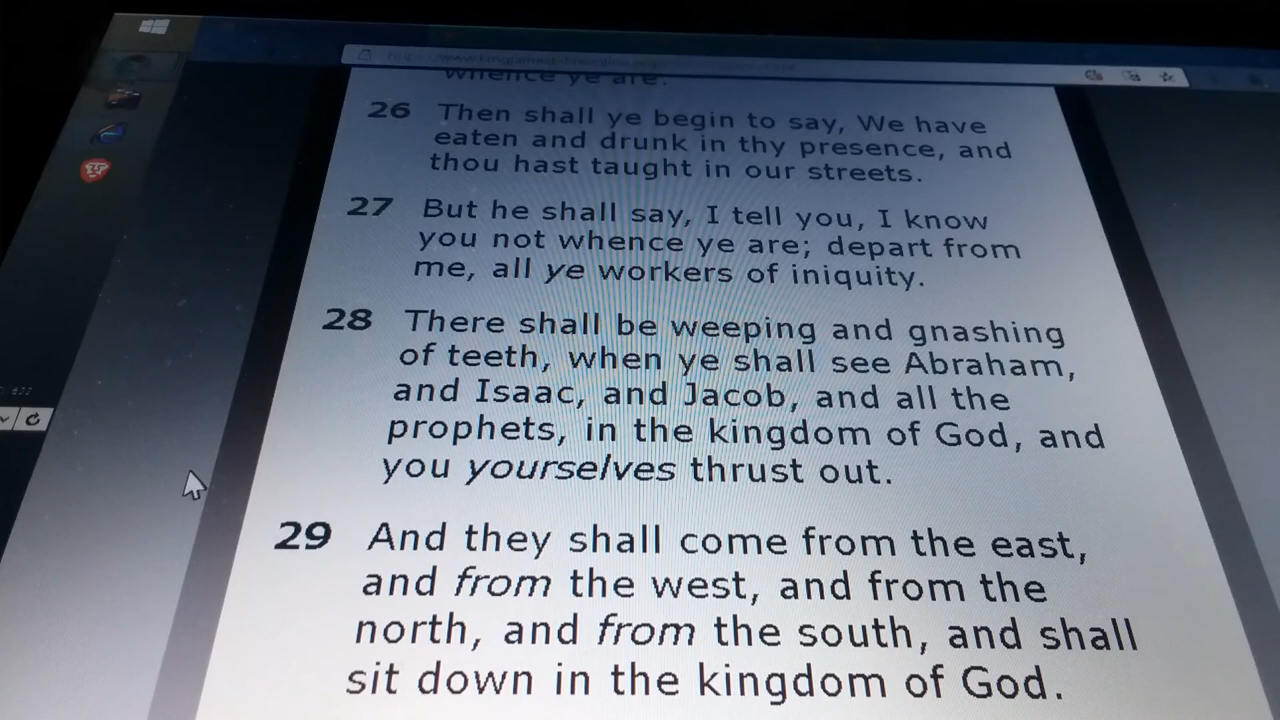 whence ye are.
26 Then shall ye begin to say, We have
eaten and drunk in thy presence, and
thou hast taught in our streets.
27 But he shall say, I tell you, I know
you not whence ye are; depart from
me, all ye workers of iniquity.
28 There shall be weeping and gnashing
of teeth, when ye shall see Abraham,
and Isaac, and Jacob, and all the
prophets, in the kingdom of God, and
you yourselves thrust out.
29 And they shall come from the east,
and from the west, and from the
north, and from the south, and shall
sit down in the kingdom of God.